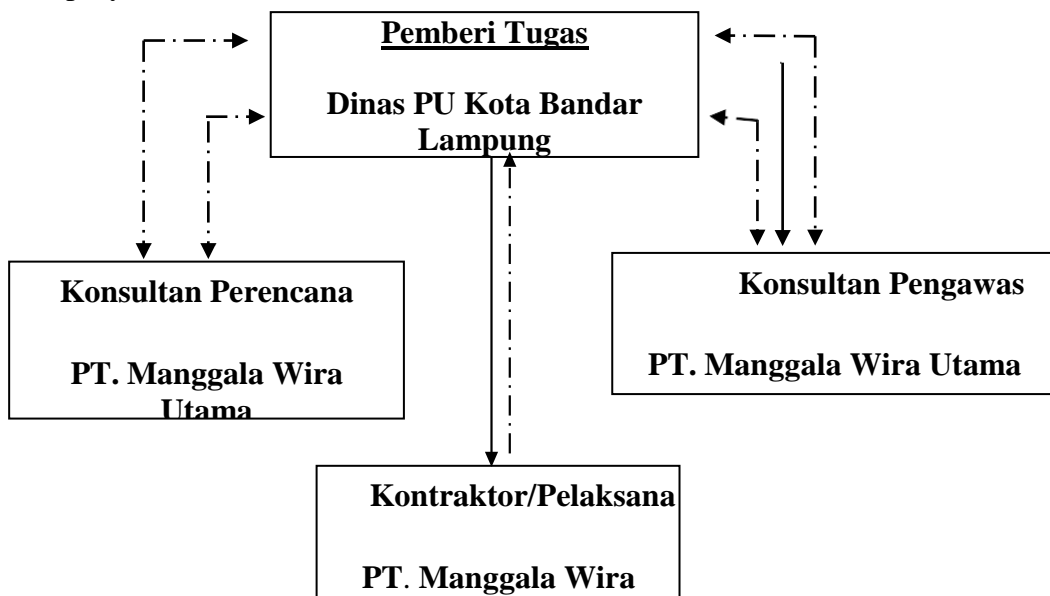 Pemberi Tugas
Dinas PU Kota Bandar
Lampung
Konsultan Perencana
PT. Manggala Wira
Utama
Konsultan Pengawas
PT. Manggala Wira Utama
Kontraktor/Pelaksana
PT. Manggala Wira